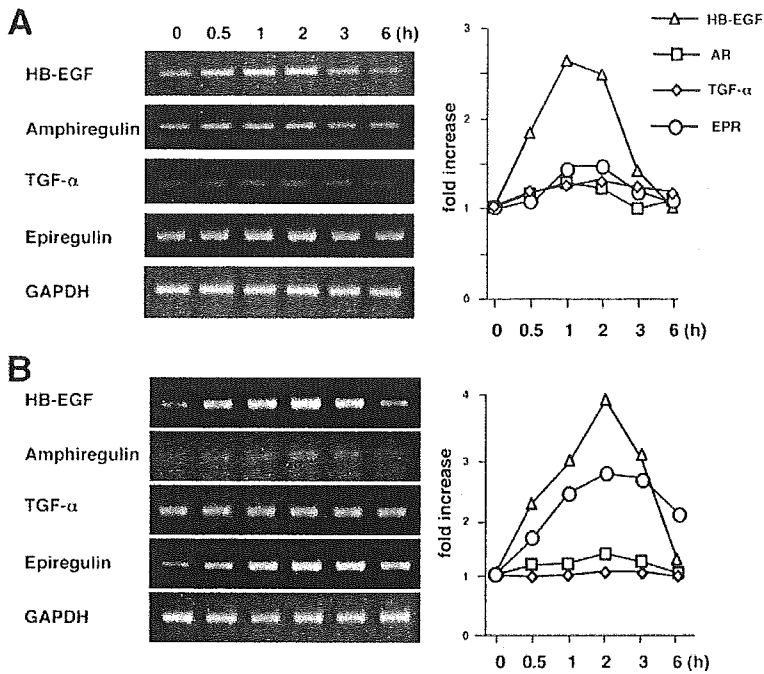 A
0 0.5 1 2 3 6 (h)
HB-EGF
Amphiregulin
TGF-α
Epiregulin
GAPDH
fold increase
3
2
1
0
0 0.5 1 2 3 6 (h)
HB-EGF
AR
TGF-α
EPR
B
HB-EGF
Amphiregulin
TGF-α
Epiregulin
GAPDH
fold increase
4
3
2
1
0
0 0.5 1 2 3 6 (h)